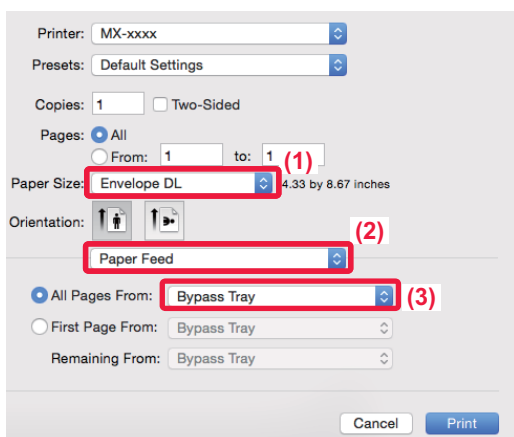 Printer: MX-xxxx
Presets: Default Settings
Copies: 1 Two-Sided
Pages: All
From: 1 to: 1
(1)
Paper Size: Envelope DL 4.33 by 8.67 inches
Orientation:
(2)
Paper Feed
All Pages From: Bypass Tray (3)
First Page From: Bypass Tray
Remaining From: Bypass Tray
Cancel Print